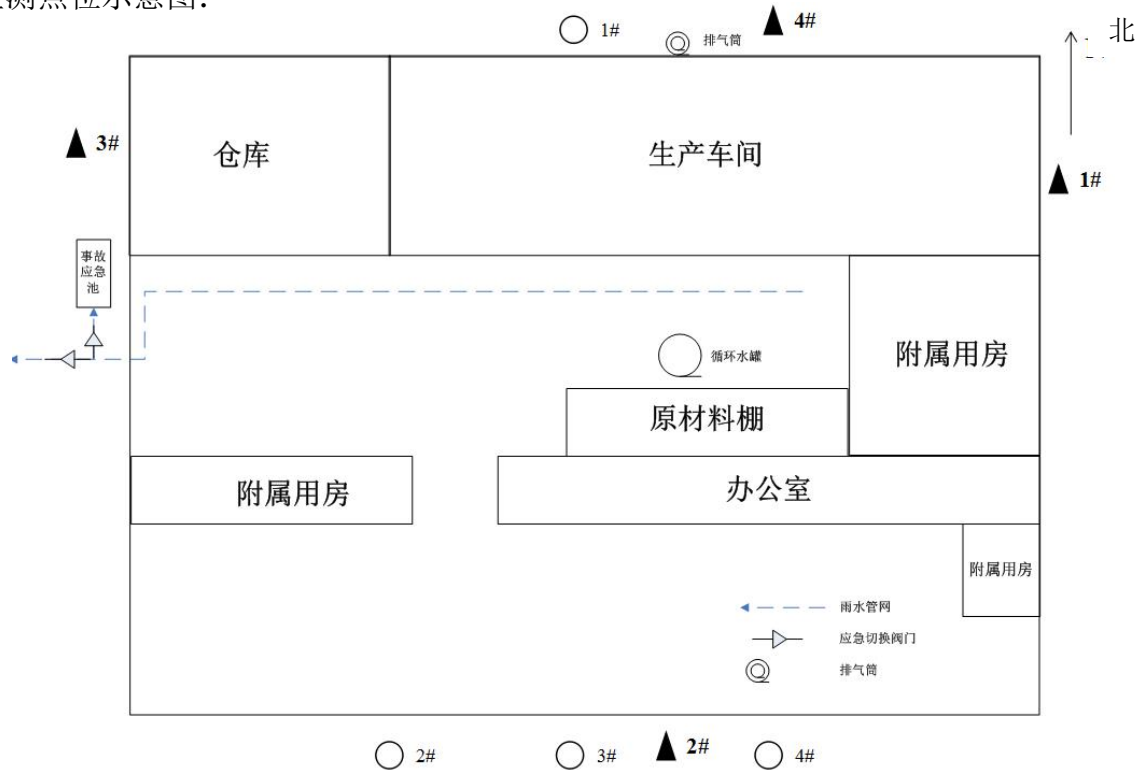 测点位示意图：
1#
排气筒
4#
北
3#
仓库
生产车间
1#
事故
应急
池
循环水罐
附属用房
原材料棚
附属用房
办公室
附属用房
雨水管网
应急切换阀门
排气筒
2#
3#
2#
4#